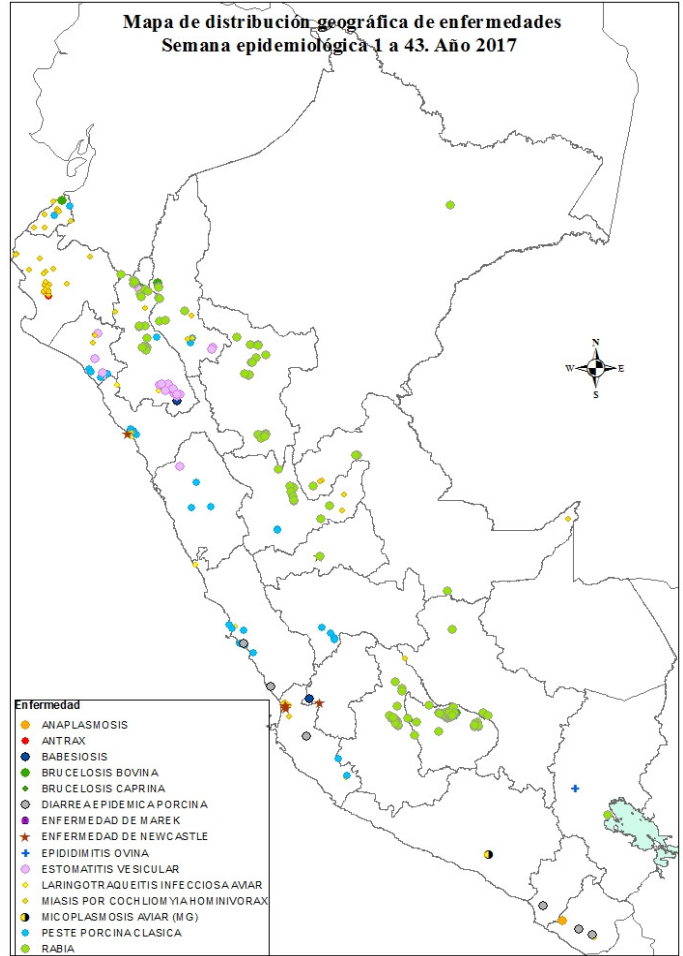 Mapa de distribución geográfica de enfermedades
Semana epidemiológica 1 a 43. Año 2017
N
W E
S
Enfermedad
ANAPLASMOSIS
ANTRAX
BABESIOSIS
BRUCELOSIS BOVINA
BRUCELOSIS CAPRINA
DIARREA EPIDEMICA PORCINA
ENFERMEDAD DE MAREK
ENFERMEDAD DE NEWCASTLE
EPIDIDIMITIS OVINA
ESTOMATITIS VESICULAR
LARINGOTRAQUEITIS INFECCIOSA AVIAR
MIASIS POR COCHLIOMYIA HOMINIVORAX
MICOPLASMOSIS AVIAR (MG)
PESTE PORCINA CLASICA
RABIA